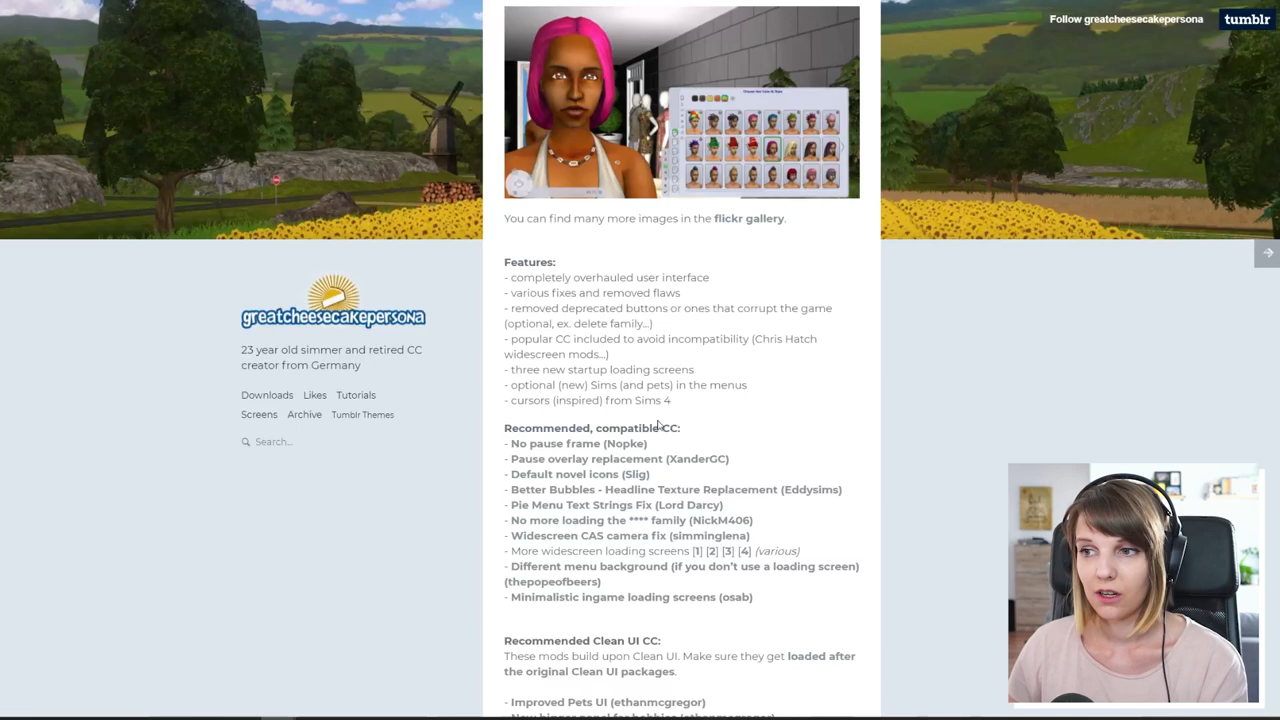 Follow greatcheesecakepersona
tumblr
You can find many more images in the flickr gallery.
Features:
- completely overhauled user interface
- various fixes and removed flaws
- removed deprecated buttons or ones that corrupt the game
(optional, ex. delete family...)
- popular CC included to avoid incompatibility (Chris Hatch
widescreen mods...)
- three new startup loading screens
- optional (new) Sims (and pets) in the menus
- cursors (inspired) from Sims 4
greatcheesecakepersona
23 year old simmer and retired CC
creator from Germany
Downloads Likes Tutorials
Screens Archive Tumblr Themes
Search...
Recommended, compatible CC:
- No pause frame (Nopke)
- Pause overlay replacement (XanderGC)
- Default novel icons (Slig)
- Better Bubbles - Headline Texture Replacement (Eddysims)
- Pie Menu Text Strings Fix (Lord Darcy)
- No more loading the **** family (NickM406)
- Widescreen CAS camera fix (simminglena)
- More widescreen loading screens [1] [2] [3] [4] (various)
- Different menu background (if you don't use a loading screen)
(thepopeofbeers)
- Minimalistic ingame loading screens (osab)
Recommended Clean UI CC:
These mods build upon Clean UI. Make sure they get loaded after
the original Clean UI packages.
- Improved Pets UI (ethanmcgregor)